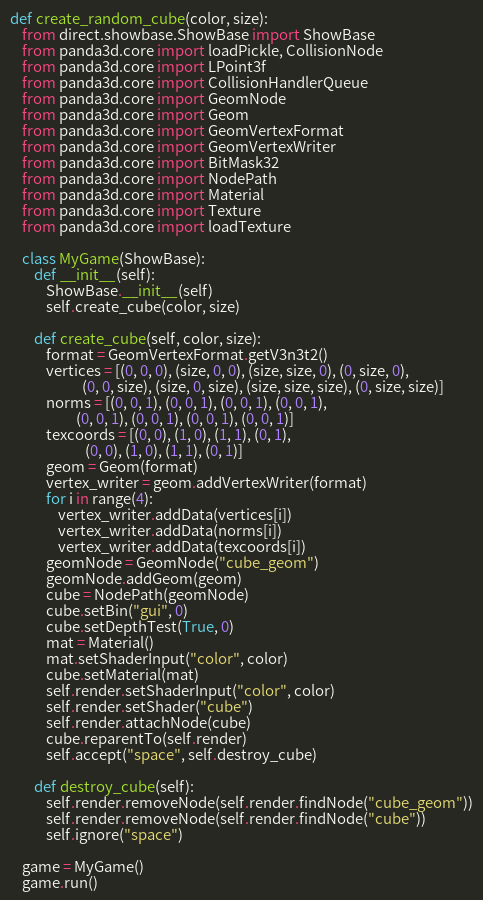 def create_random_cube(color, size):
from direct.showbase.ShowBase import ShowBase
from panda3d.core import loadPickle, CollisionNode
from panda3d.core import LPoint3f
from panda3d.core import CollisionHandlerQueue
from panda3d.core import GeomNode
from panda3d.core import Geom
from panda3d.core import GeomVertexFormat
from panda3d.core import GeomVertexWriter
from panda3d.core import BitMask32
from panda3d.core import NodePath
from panda3d.core import Material
from panda3d.core import Texture
from panda3d.core import loadTexture
class MyGame(ShowBase):
def __init__(self):
ShowBase.__init__(self)
self.create_cube(color, size)
def create_cube(self, color, size):
format = GeomVertexFormat.getV3n3t2()
vertices = [(0, 0, 0), (size, 0, 0), (size, size, 0), (0, size, 0),
(0, 0, size), (size, 0, size), (size, size, size), (0, size, size)]
norms = [(0, 0, 1), (0, 0, 1), (0, 0, 1), (0, 0, 1),
(0, 0, 1), (0, 0, 1), (0, 0, 1), (0, 0, 1)]
texcoords = [(0, 0), (1, 0), (1, 1), (0, 1),
(0, 0), (1, 0), (1, 1), (0, 1)]
geom = Geom(format)
vertex_writer = geom.addVertexWriter(format)
for i in range(4):
vertex_writer.addData(vertices[i])
vertex_writer.addData(norms[i])
vertex_writer.addData(texcoords[i])
geomNode = GeomNode("cube_geom")
geomNode.addGeom(geom)
cube = NodePath(geomNode)
cube.setBin("gui", 0)
cube.setDepthTest(True, 0)
mat = Material()
mat.setShaderInput("color", color)
cube.setMaterial(mat)
self.render.setShaderInput("color", color)
self.render.setShader("cube")
self.render.attachNode(cube)
cube.reparentTo(self.render)
self.accept("space", self.destroy_cube)
def destroy_cube(self):
self.render.removeNode(self.render.findNode("cube_geom"))
self.render.removeNode(self.render.findNode("cube"))
self.ignore("space")
game = MyGame()
game.run()